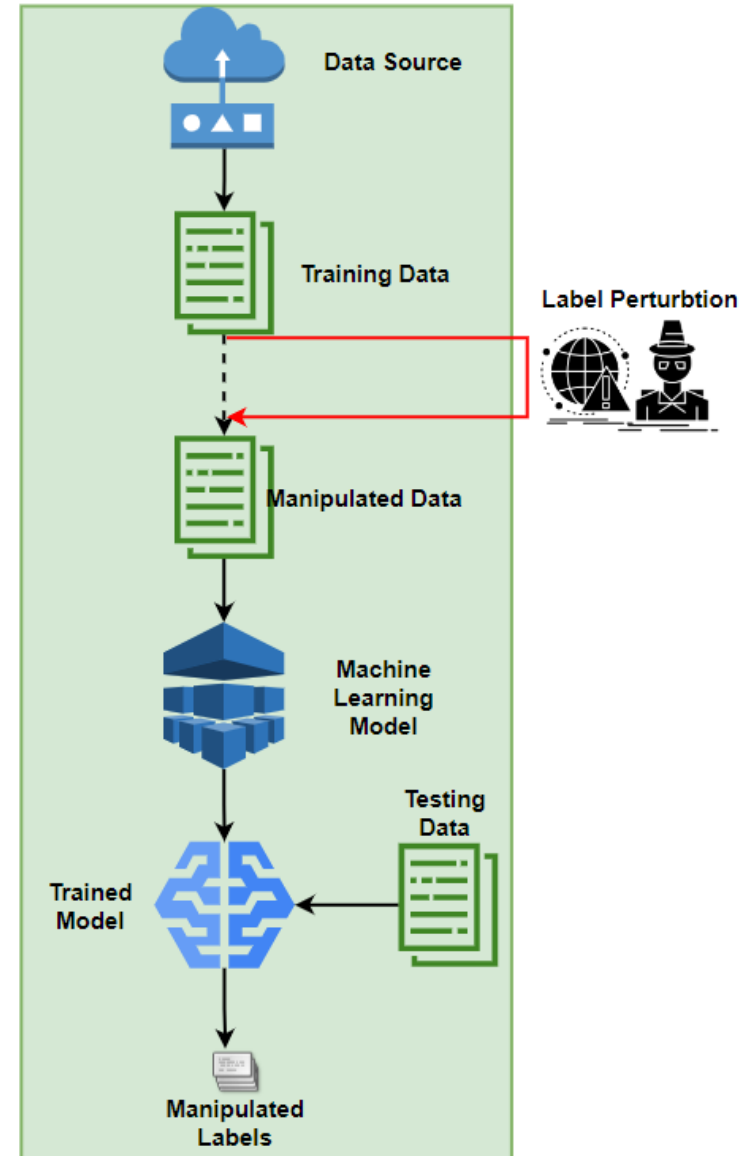 Data Source
Training Data
Label Perturbtion
Manipulated Data
Machine
Learning
Model
Testing
Data
Trained
Model
Manipulated
Labels